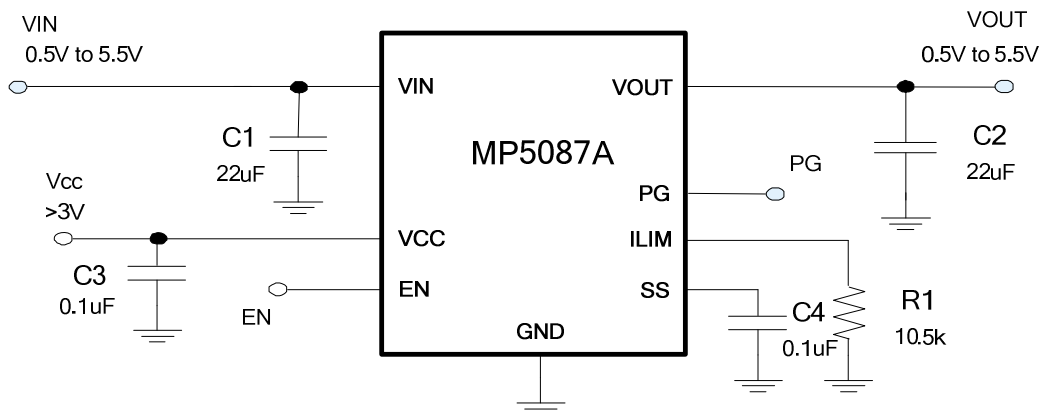 VIN
0.5V to 5.5V
VOUT
0.5V to 5.5V
VIN
VOUT
C1
22uF
MP5087A
C2
22uF
PG
PG
Vcc
>3V
VCC
ILIM
C3
0.1uF
EN
EN
SS
C4
0.1uF
R1
10.5k
GND